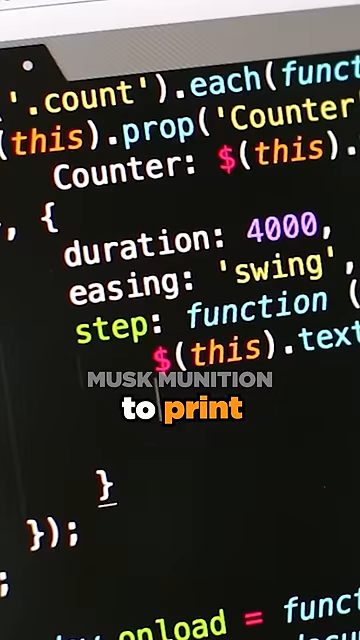 '.count').each(funct
(this).prop('Counter'
Counter: $(this).
, {
duration: 4000,
easing: 'swing',
step: function (
$(this).text
MUSK MUNITION
to print
}
});
;
onload = funct